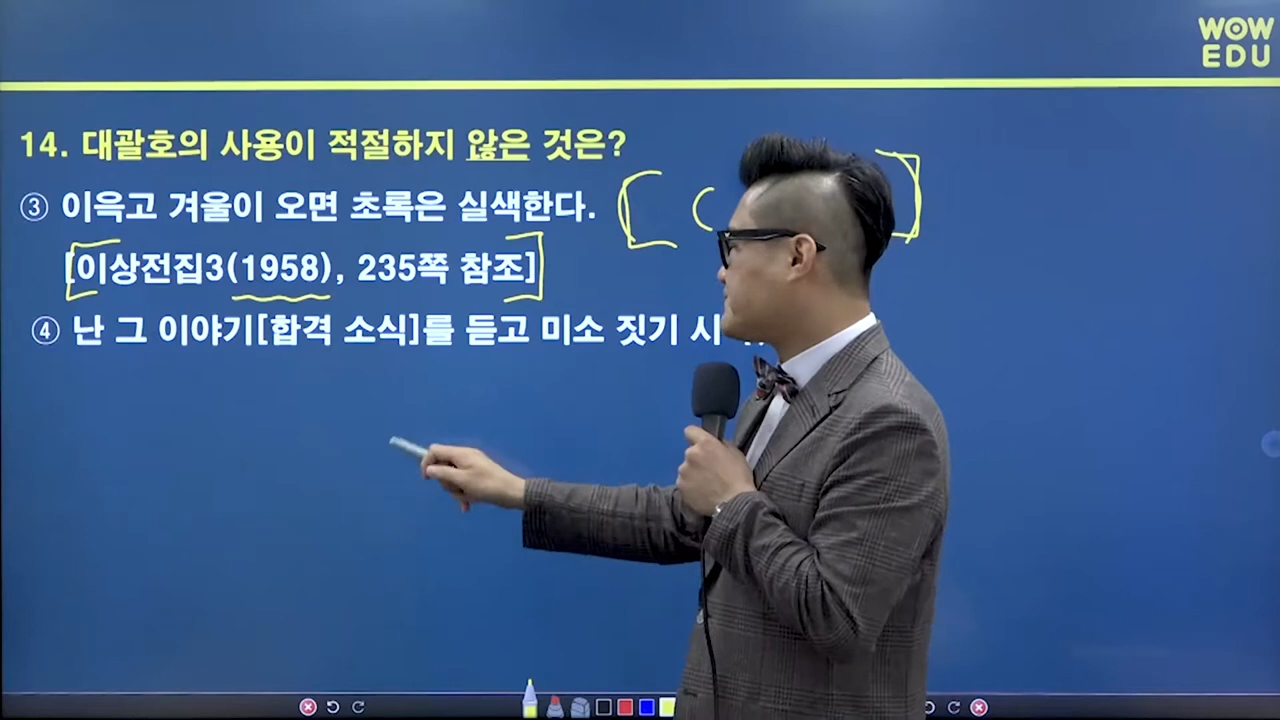 WOW
EDU
14. 대괄호의 사용이 적절하지 않은 것은?
③ 이윽고 겨울이 오면 초록은 실색한다. [ (
]
[이상전집3(1958), 235쪽 참조]
④ 난 그 이야기[합격 소식]를 듣고 미소 짓기 시